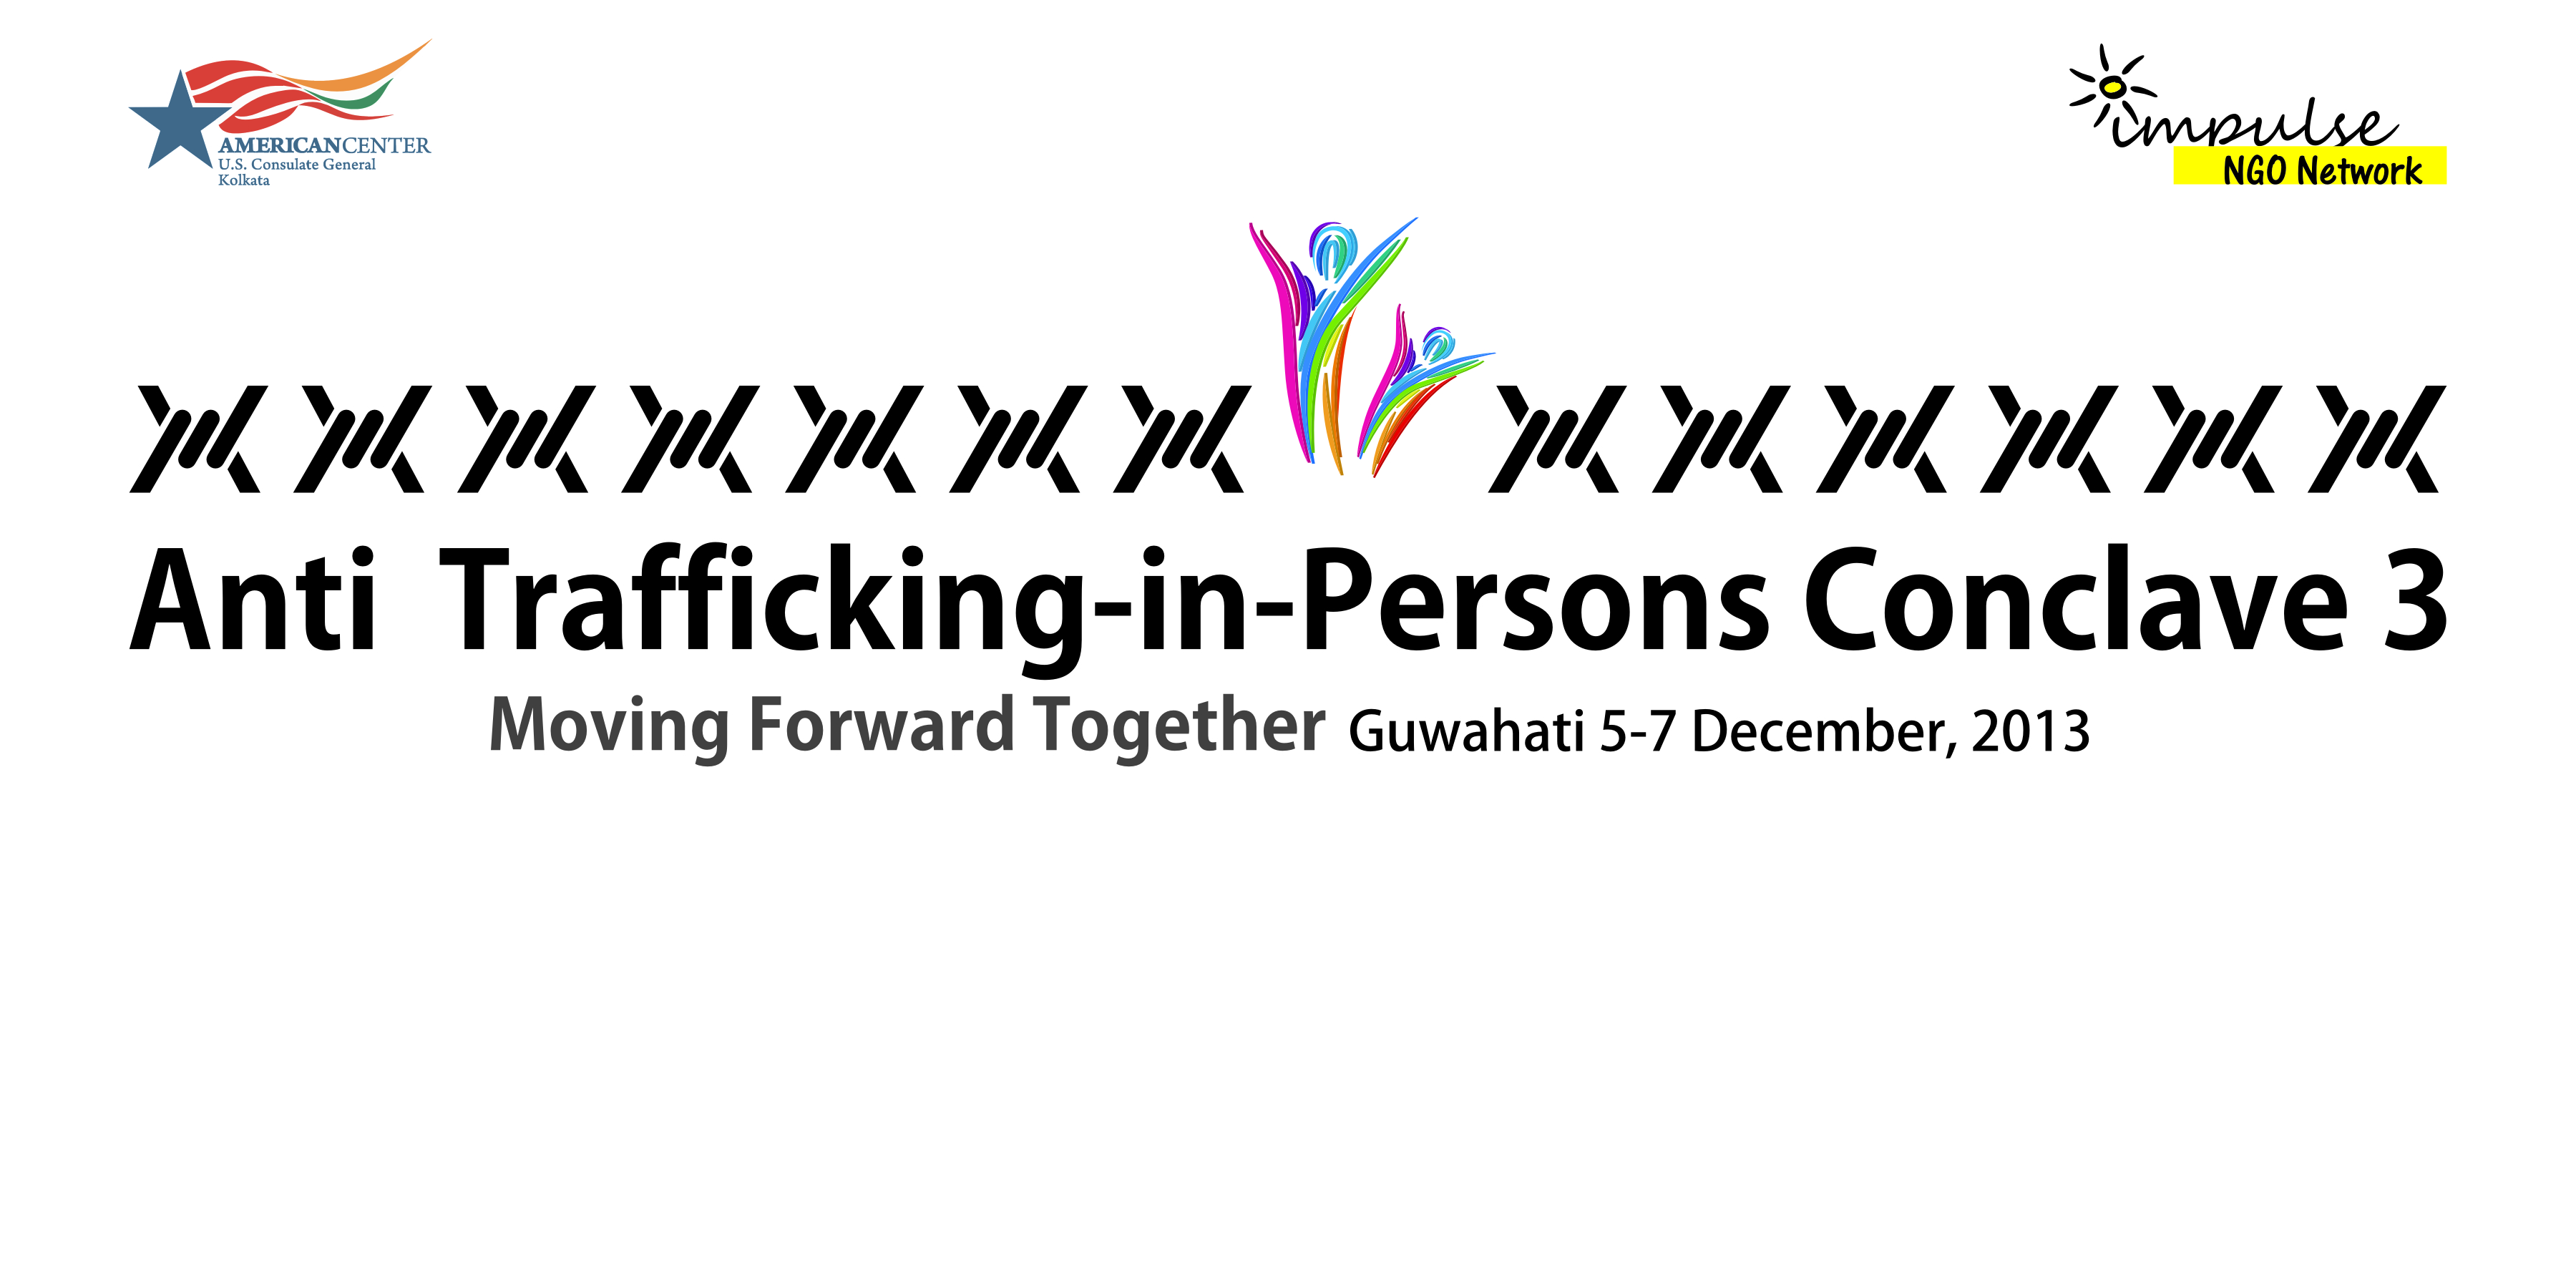 AMERICANCENTER
U.S. Consulate General
Kolkata
impulse
NGO Network
Anti Trafficking-in-Persons Conclave 3
Moving Forward Together Guwahati 5-7 December, 2013